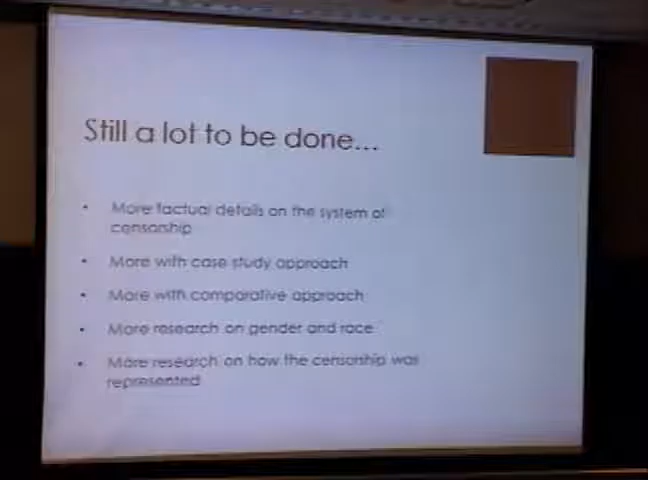 Still a lot to be done...
• More factual details on the system of
censorship
• More with case study approach
• More with comparative approach
• More research on gender and race
• More research on how the censorship was
represented